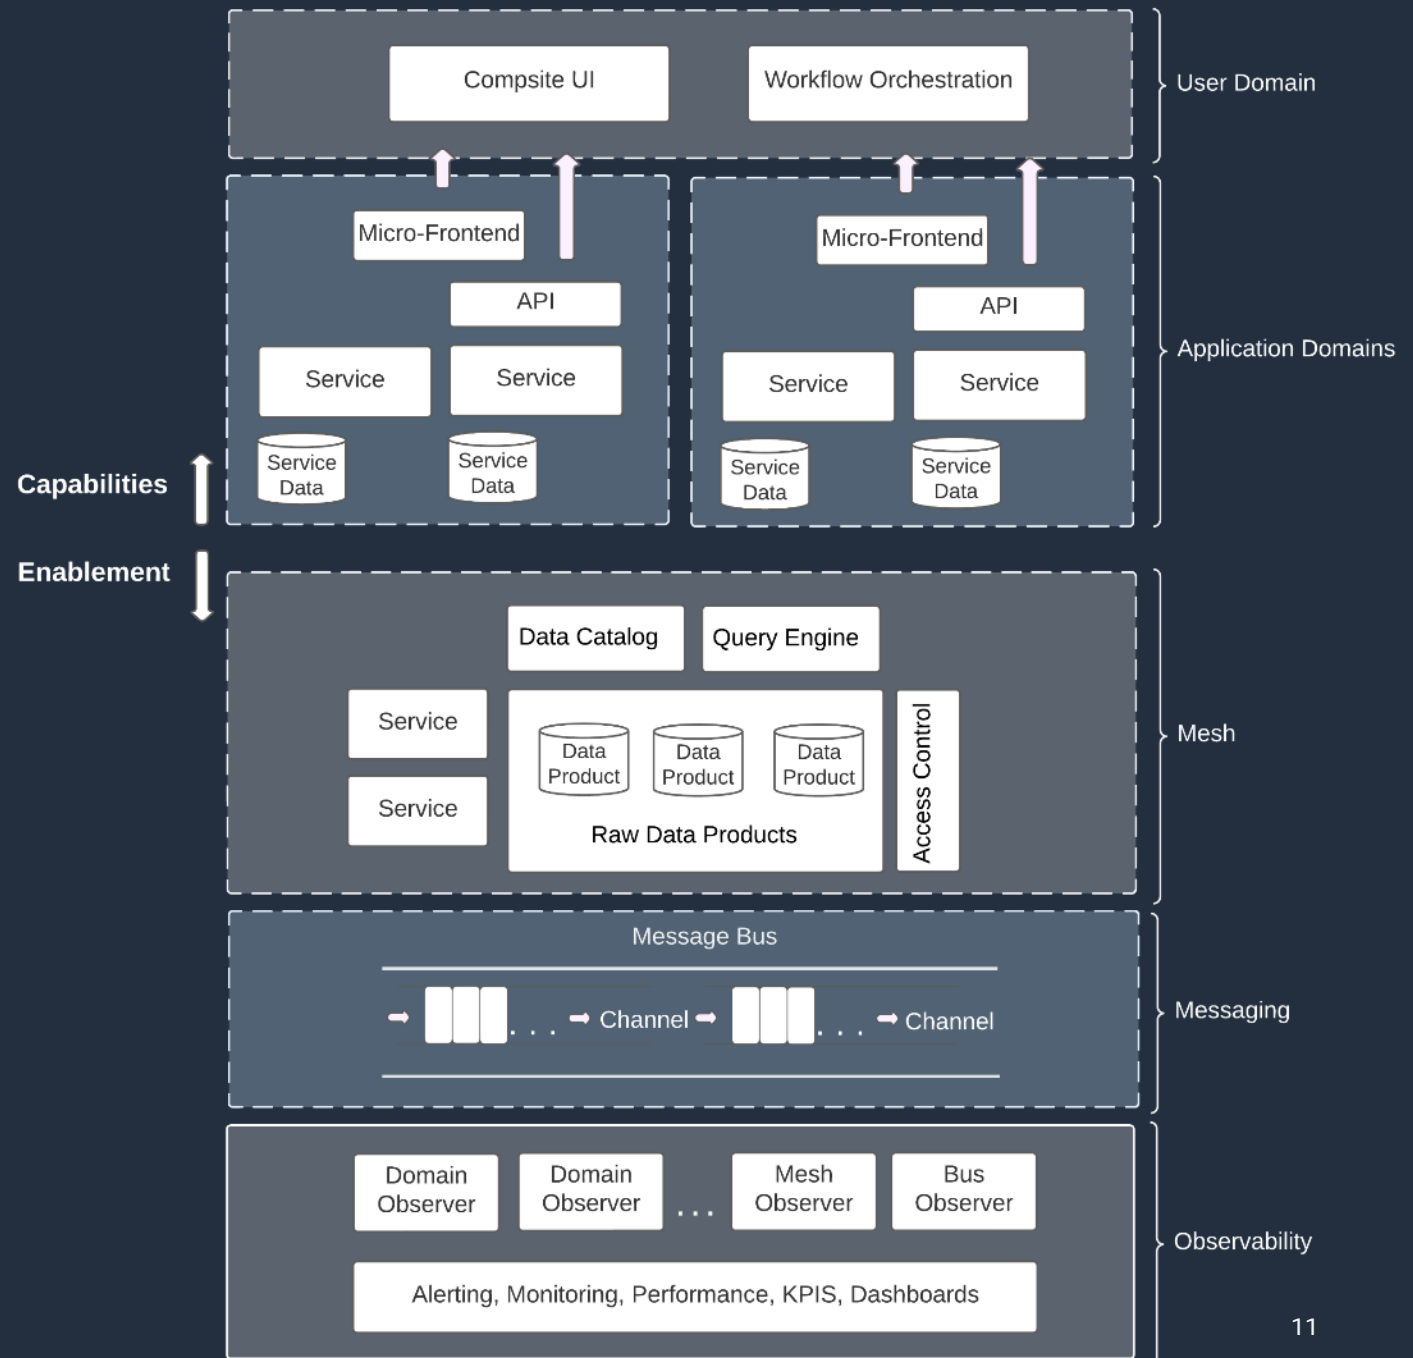 Compsite UI
Workflow Orchestration
User Domain
Micro-Frontend
API
Service
Service
Service
Data
Service
Data
Micro-Frontend
API
Service
Service
Service
Data
Service
Data
Application Domains
Capabilities
Enablement
Data Catalog
Query Engine
Service
Service
Data
Product
Data
Product
Data
Product
Raw Data Products
Access Control
Mesh
Message Bus
. . .
Channel
. . .
Channel
Messaging
Domain
Observer
Domain
Observer
. . .
Mesh
Observer
Bus
Observer
Alerting, Monitoring, Performance, KPIS, Dashboards
Observability
11